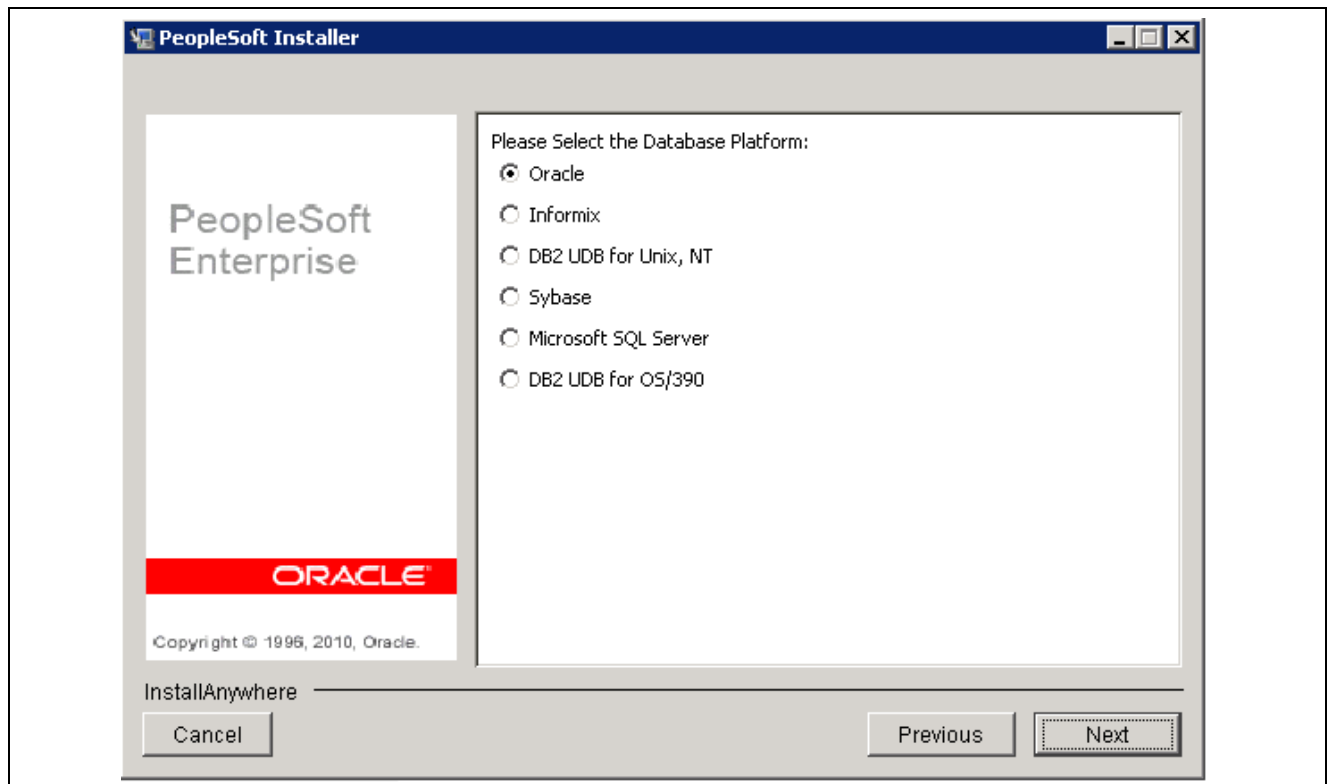 PeopleSoft Installer
Please Select the Database Platform:
Oracle
Informix
DB2 UDB for Unix, NT
Sybase
Microsoft SQL Server
DB2 UDB for OS/390
PeopleSoft
Enterprise
ORACLE
Copyright © 1996, 2010, Oracle.
InstallAnywhere
Cancel
Previous
Next